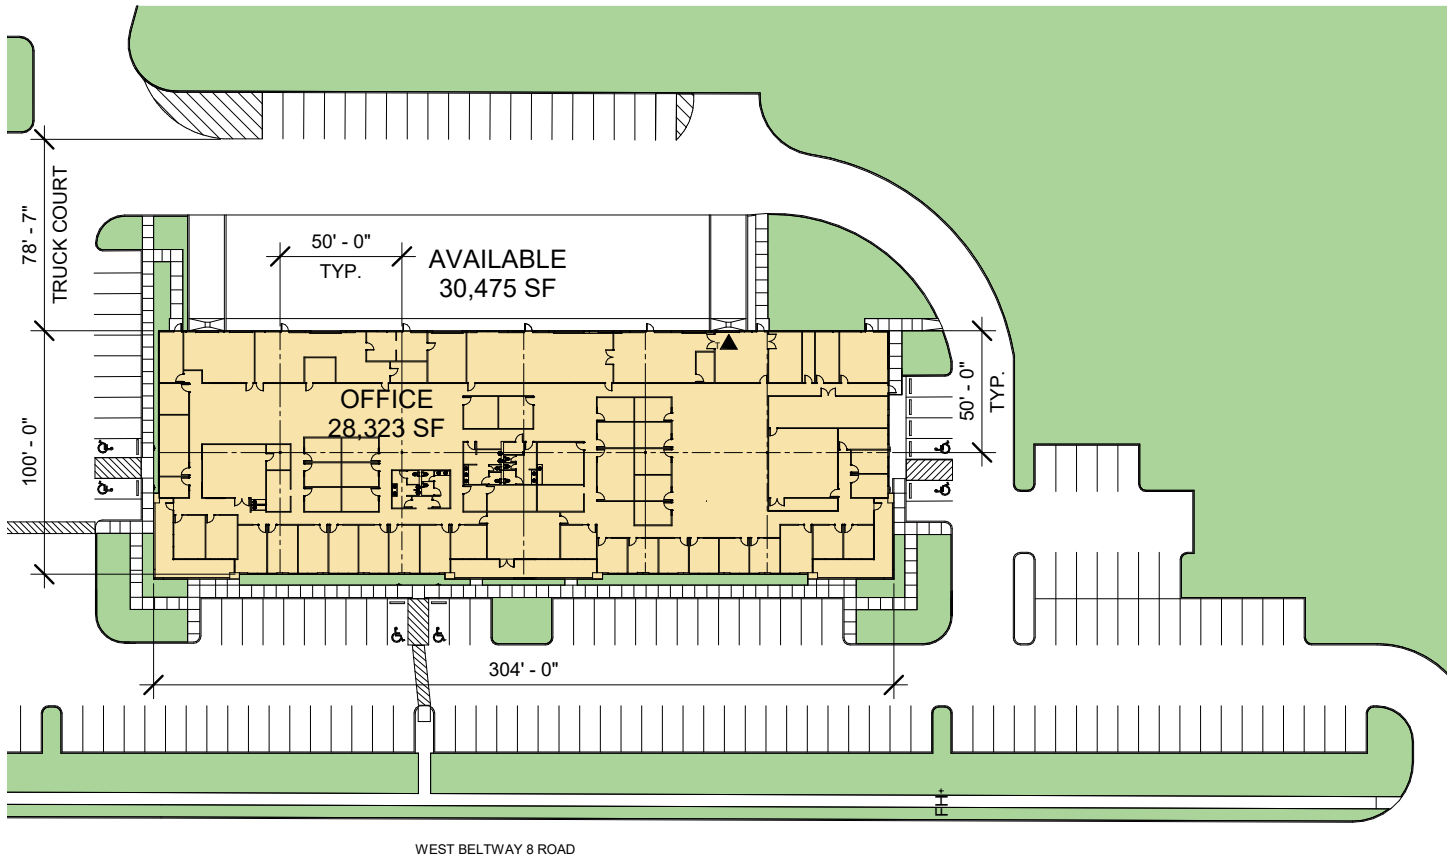 78' - 7"
TRUCK COURT
50' - 0"
TYP.
AVAILABLE
30,475 SF
OFFICE
28,323 SF
50' - 0"
TYP.
100' - 0"
304' - 0"
FH+
WEST BELTWAY 8 ROAD